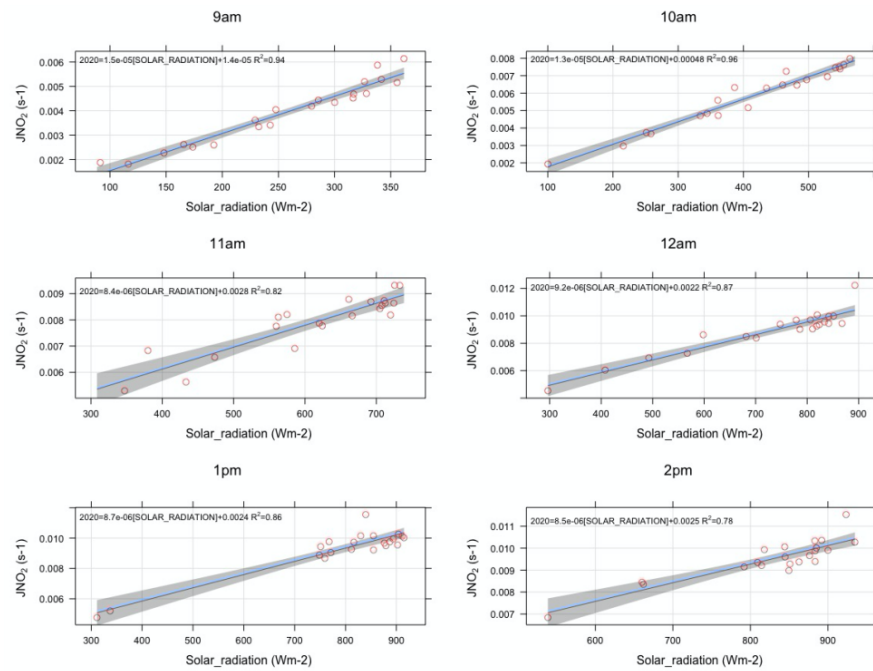 9am
10am
2020=1.5e-05[SOLAR_RADIATION]+1.4e-05 R²=0.94
2020=1.3e-05[SOLAR_RADIATION]+0.00048 R²=0.96
JNO₂ (s-1)
0.006
0.005
0.004
0.003
0.002
100 150 200 250 300 350
Solar_radiation (Wm-2)
JNO₂ (s-1)
0.008
0.007
0.006
0.005
0.004
0.003
0.002
100 200 300 400 500
Solar_radiation (Wm-2)
11am
12am
2020=8.4e-06[SOLAR_RADIATION]+0.0028 R²=0.82
2020=9.2e-06[SOLAR_RADIATION]+0.0022 R²=0.87
JNO₂ (s-1)
0.009
0.008
0.007
0.006
300 400 500 600 700
Solar_radiation (Wm-2)
JNO₂ (s-1)
0.012
0.010
0.008
0.006
0.004
300 400 500 600 700 800 900
Solar_radiation (Wm-2)
1pm
2pm
2020=8.7e-06[SOLAR_RADIATION]+0.0024 R²=0.86
2020=8.5e-06[SOLAR_RADIATION]+0.0025 R²=0.78
JNO₂ (s-1)
0.010
0.008
0.006
300 400 500 600 700 800 900
Solar_radiation (Wm-2)
JNO₂ (s-1)
0.011
0.010
0.009
0.008
0.007
600 700 800 900
Solar_radiation (Wm-2)